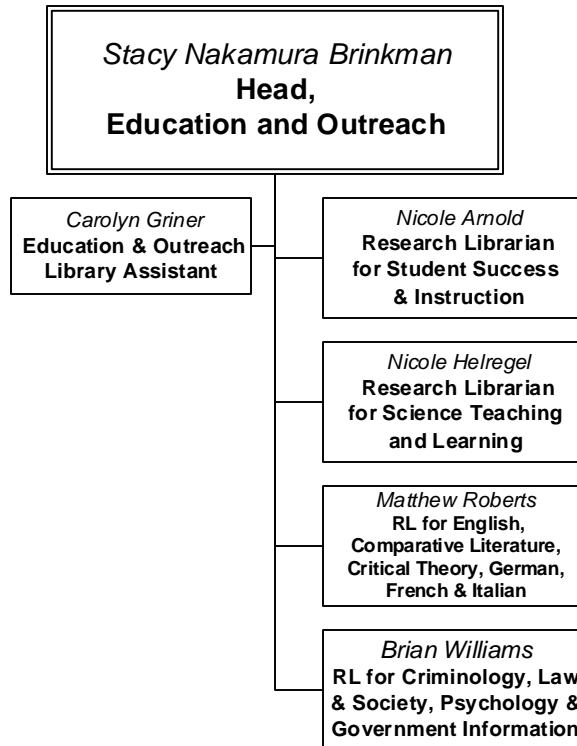 Stacy Nakamura Brinkman
Head,
Education and Outreach
Carolyn Griner
Education & Outreach
Library Assistant
Nicole Arnold
Research Librarian
for Student Success
& Instruction
Nicole Helregel
Research Librarian
for Science Teaching
and Learning
Matthew Roberts
RL for English,
Comparative Literature,
Critical Theory, German,
French & Italian
Brian Williams
RL for Criminology, Law
& Society, Psychology &
Government Information